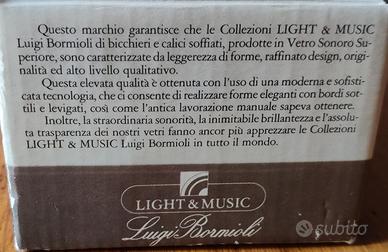 Questo marchio garantisce che le Collezioni LIGHT & MUSIC
Luigi Bormioli di bicchieri e calici soffiati, prodotte in Vetro Sonoro Su-
periore, sono caratterizzate da leggerezza di forme, raffinato design, origi-
nalità ed alto livello qualitativo.
Questa elevata qualità è ottenuta con l'uso di una moderna e sofisti-
cata tecnologia, che ci consente di realizzare forme eleganti con bordi sot-
tili e levigati, così come l'antica lavorazione manuale sapeva ottenere.
Inoltre, la straordinaria sonorità, la inimitabile brillantezza e l'assolu-
ta trasparenza dei nostri vetri fanno ancor più apprezzare le Collezioni
LIGHT & MUSIC Luigi Bormioli in tutto il mondo.
LIGHT & MUSIC
Luigi Bormioli
subito